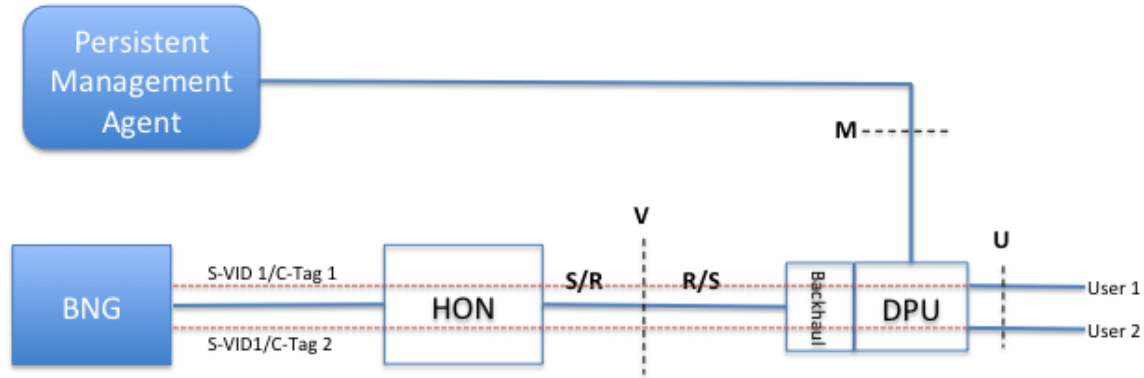 Persistent
Management
Agent
M
V
U
S-VID 1/C-Tag 1
S/R
R/S
BNG
HON
Backhaul
DPU
User 1
User 2
S-VID1/C-Tag 2